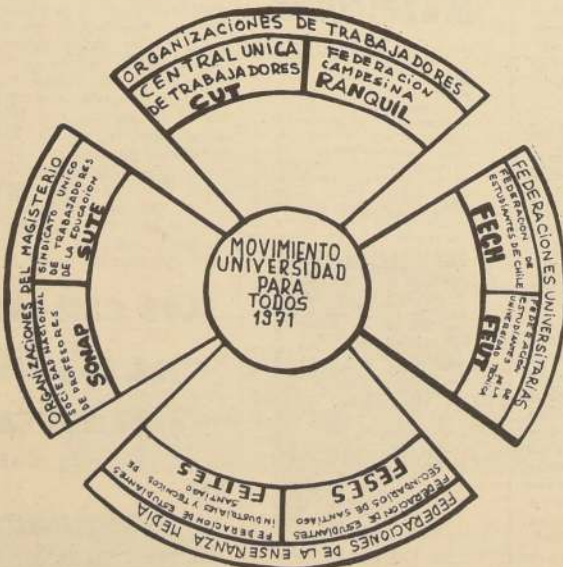 ORGANIZACIONES DE TRABAJADORES
CENTRAL UNICA
DE TRABAJADORES
CUT
FEDERACION
CAMPESINA
RANQUIL
FEDERACIONES UNIVERSITARIAS
FEDERACION DE
ESTUDIANTES DE CHILE
FECH
FEDERACION DE
ESTUDIANTES DE LA
UNIVERSIDAD TECNICA
FEUT
FEDERACIONES DE LA ENSEÑANZA MEDIA
FEDERACION DE ESTUDIANTES
SECUNDARIOS DE SANTIAGO
FESES
FEDERACION DE ESTUDIANTES
INDUSTRIALES Y TECNICOS DE
SANTIAGO
FEITES
ORGANIZACIONES DEL MAGISTERIO
SOCIEDAD NACIONAL
DE PROFESORES
SONAP
SINDICATO UNICO
DE TRABAJADORES
DE LA EDUCACION
SUTE
MOVIMIENTO
UNIVERSIDAD
PARA
TODOS
1971